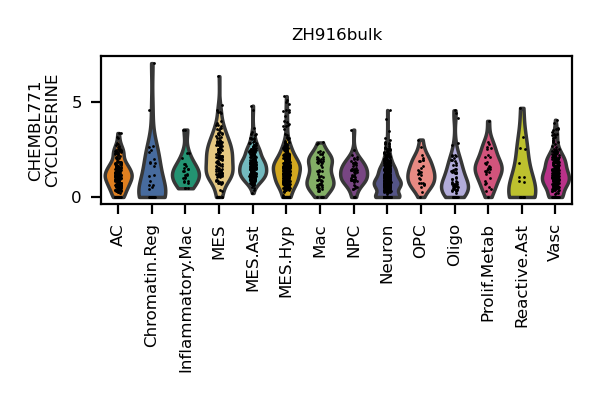 ZH916bulk
CHEMBL771
CYCLOSERINE
5
0
AC
Chromatin.Reg
Inflammatory.Mac
MES
MES.Ast
MES.Hyp
Mac
NPC
Neuron
OPC
Oligo
Prolif.Metab
Reactive.Ast
Vasc